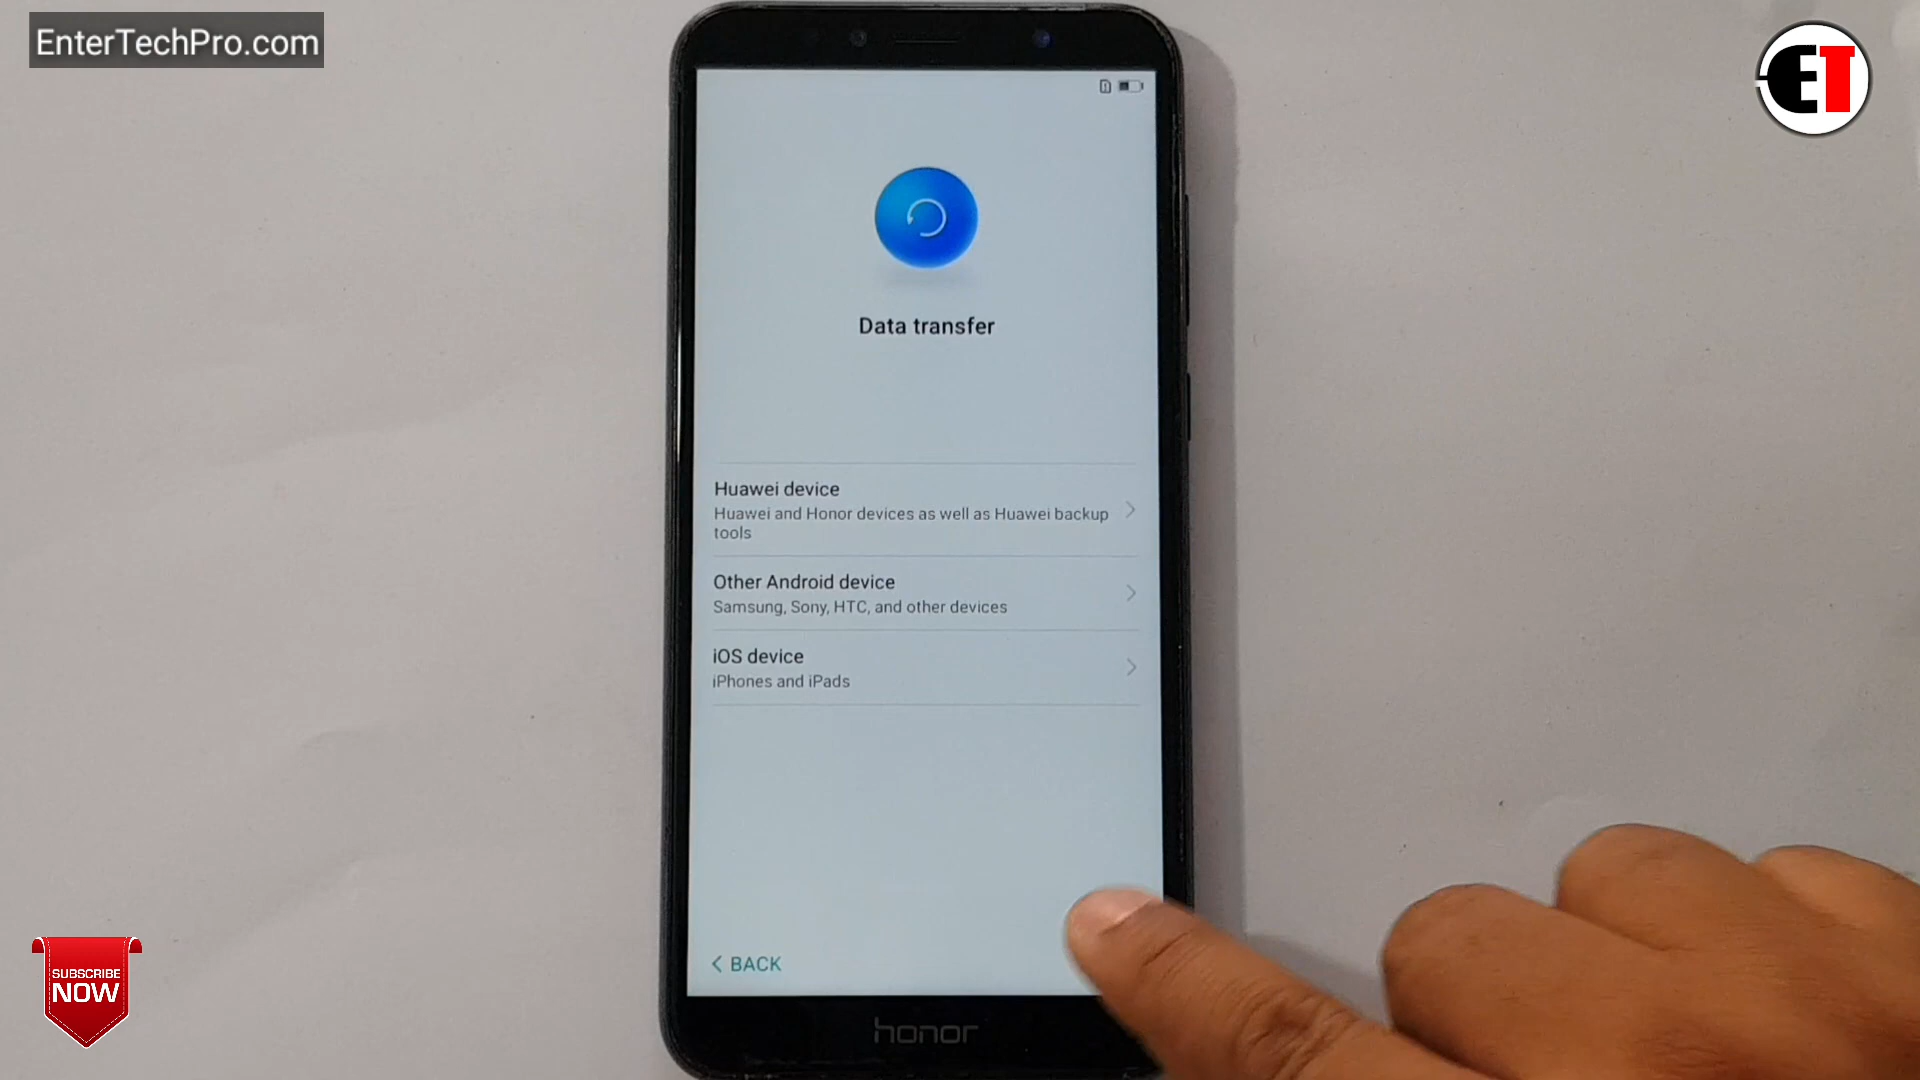 EnterTechPro.com
ET
Data transfer
Huawei device
Huawei and Honor devices as well as Huawei backup
tools
Other Android device
Samsung, Sony, HTC, and other devices
iOS device
iPhones and iPads
< BACK
honor
SUBSCRIBE
NOW